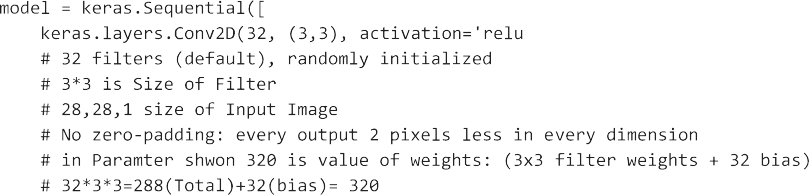 model = keras.Sequential([
keras.layers.Conv2D(32, (3,3), activation='relu
# 32 filters (default), randomly initialized
# 3*3 is Size of Filter
# 28,28,1 size of Input Image
# No zero-padding: every output 2 pixels less in every dimension
# in Paramter shwon 320 is value of weights: (3x3 filter weights + 32 bias)
# 32*3*3=288(Total)+32(bias)= 320